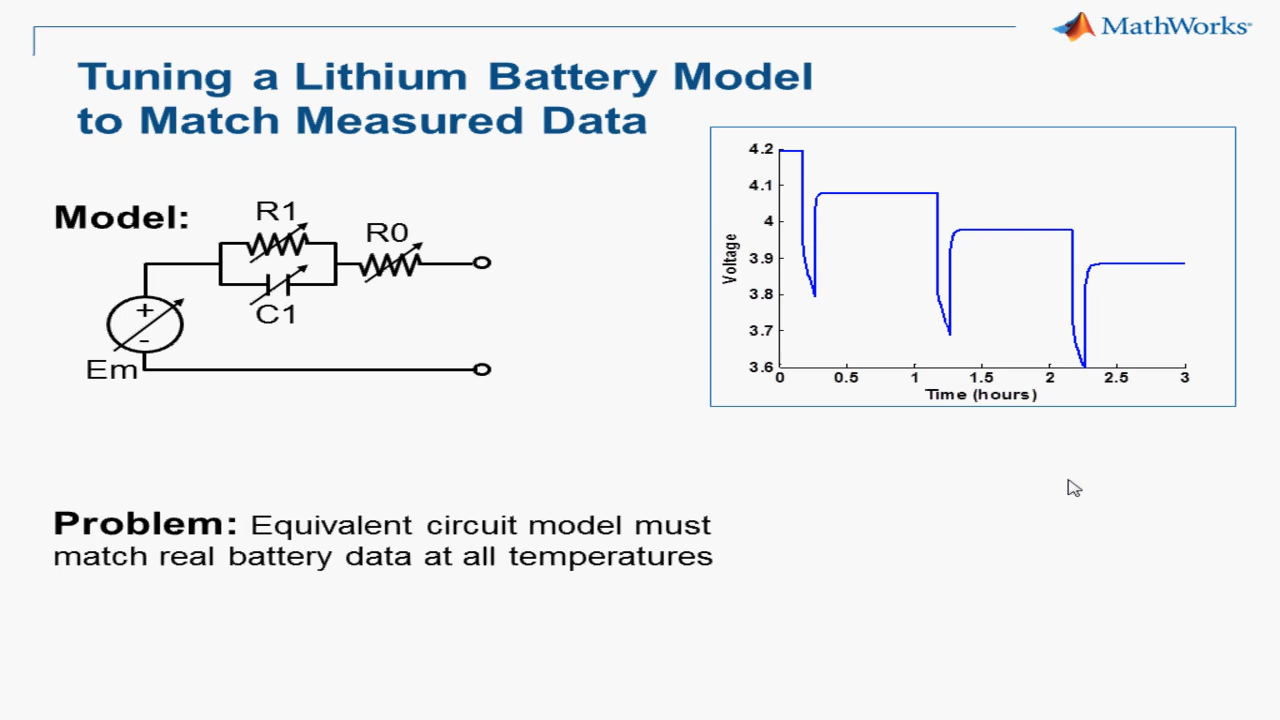 MathWorks®
Tuning a Lithium Battery Model
to Match Measured Data
Model:
R1
R0
C1
+
-
Em
Voltage
4.2
4.1
4
3.9
3.8
3.7
3.6
0
0.5
1
1.5
2
2.5
3
Time (hours)
Problem: Equivalent circuit model must
match real battery data at all temperatures